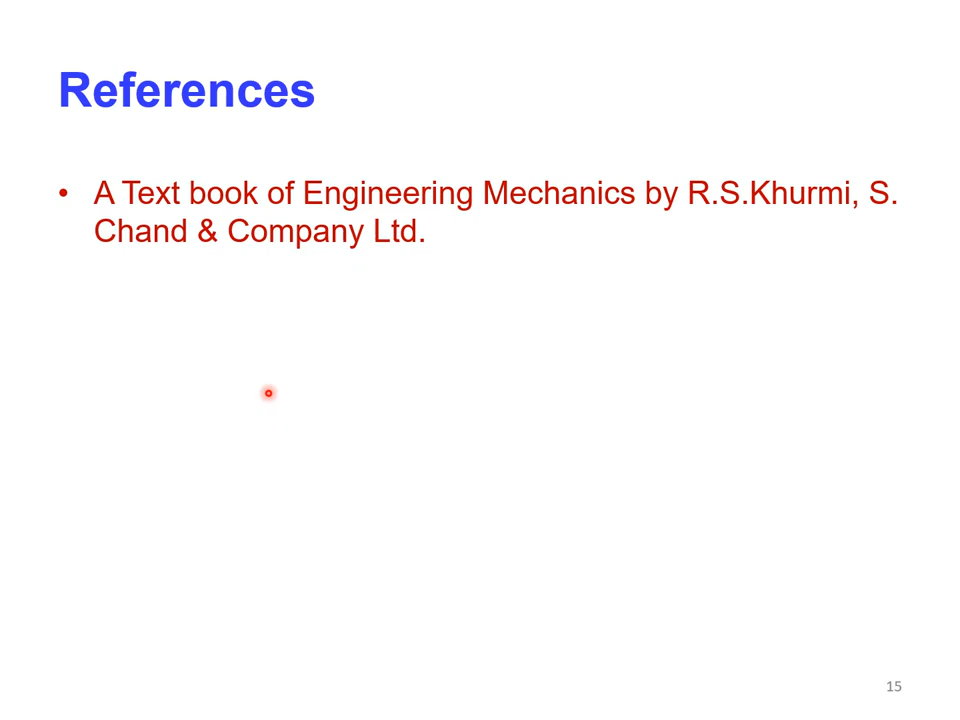 References
• A Text book of Engineering Mechanics by R.S.Khurmi, S.
Chand & Company Ltd.
15